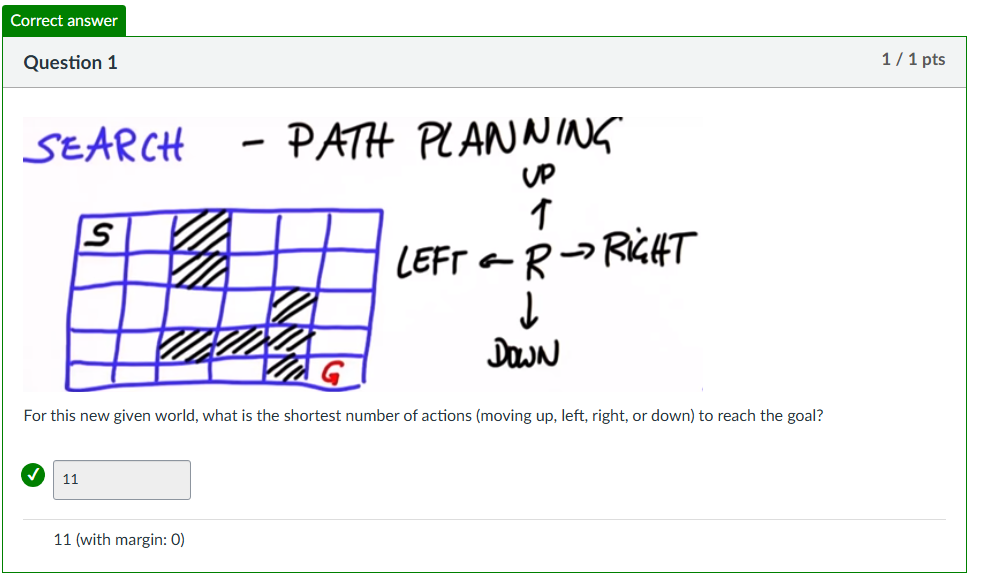 Correct answer
Question 1
1 / 1 pts
SEARCH - PATH PLANNING
UP
S
LEFT ← R → RiGHT
DOWN
G
For this new given world, what is the shortest number of actions (moving up, left, right, or down) to reach the goal?
11
11 (with margin: 0)